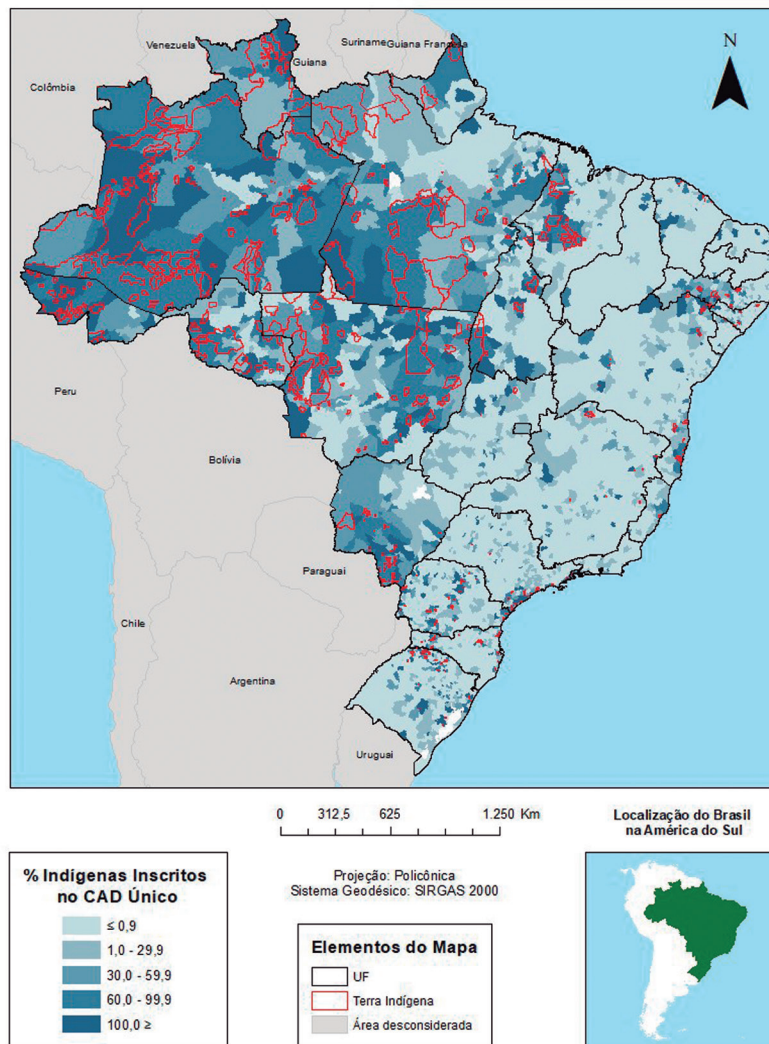 Venezuela
Suriname
Guiana Francesa
Guiana
Colômbia
N
Peru
Bolívia
Paraguai
Chile
Argentina
Uruguai
0 312,5 625 1.250 Km
Localização do Brasil
na América do Sul
Projeção: Policônica
Sistema Geodésico: SIRGAS 2000
% Indígenas Inscritos
no CAD Único
≤ 0,9
1,0 - 29,9
30,0 - 59,9
60,0 - 99,9
100,0 ≥
Elementos do Mapa
UF
Terra Indígena
Área desconsiderada